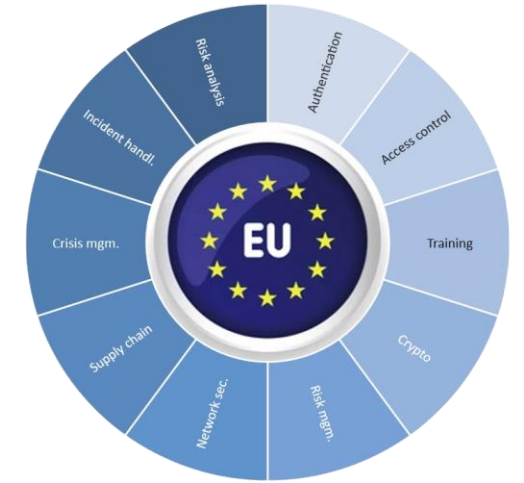 Authentication
Access control
Training
Crypto
Risk mgm.
Network sec.
Supply chain
Crisis mgm.
Incident handl.
Risk analysis
EU